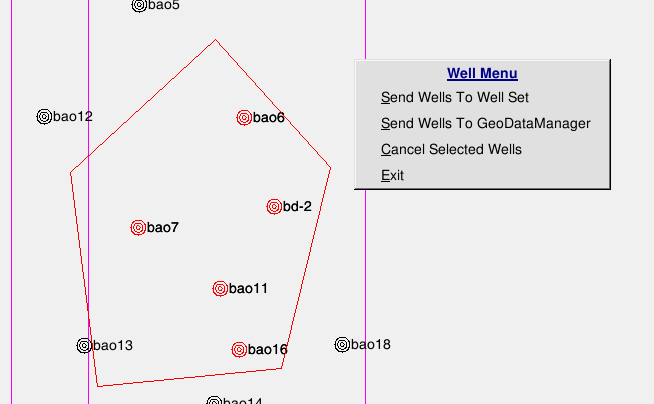 bao5
Well Menu
Send Wells To Well Set
bao12
bao6
Send Wells To GeoDataManager
Cancel Selected Wells
Exit
bd-2
bao7
bao11
bao13
bao16
bao18
bao14